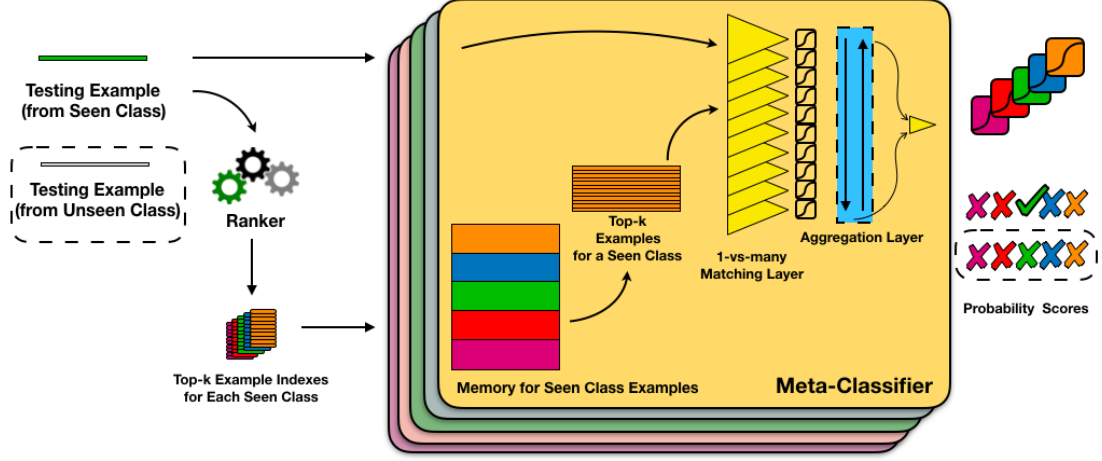 Testing Example
(from Seen Class)
Testing Example
(from Unseen Class)
Ranker
Top-k Example Indexes
for Each Seen Class
Top-k
Examples
for a Seen Class
Memory for Seen Class Examples
1-vs-many
Matching Layer
Aggregation Layer
Meta-Classifier
Probability Scores